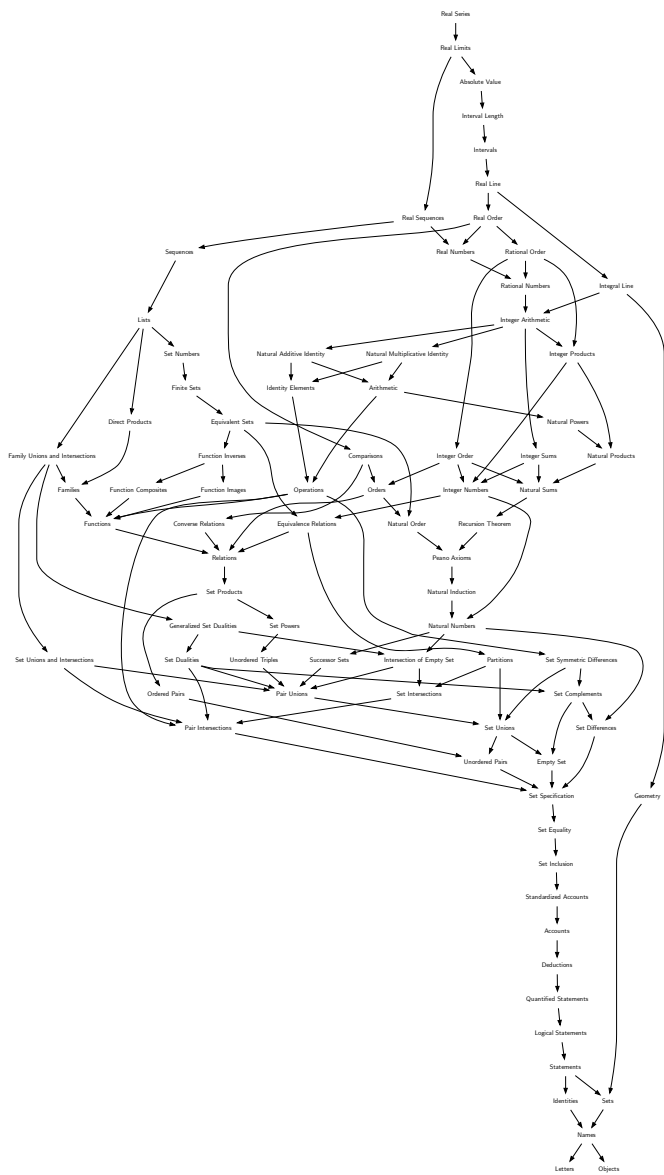 Real Series
Real Limits
Absolute Value
Interval Length
Intervals
Real Line
Real Sequences
Real Order
Sequences
Real Numbers
Rational Order
Rational Numbers
Integral Line
Lists
Integer Arithmetic
Set Numbers
Natural Additive Identity
Natural Multiplicative Identity
Integer Products
Finite Sets
Identity Elements
Arithmetic
Direct Products
Equivalent Sets
Natural Powers
Family Unions and Intersections
Function Inverses
Comparisons
Integer Order
Integer Sums
Natural Products
Families
Function Composites
Function Images
Operations
Orders
Integer Numbers
Natural Sums
Functions
Converse Relations
Equivalence Relations
Natural Order
Recursion Theorem
Relations
Peano Axioms
Set Products
Natural Induction
Generalized Set Dualities
Set Powers
Natural Numbers
Set Unions and Intersections
Set Dualities
Unordered Triples
Successor Sets
Intersection of Empty Set
Partitions
Set Symmetric Differences
Ordered Pairs
Pair Unions
Set Intersections
Set Complements
Pair Intersections
Set Unions
Set Differences
Unordered Pairs
Empty Set
Set Specification
Geometry
Set Equality
Set Inclusion
Standardized Accounts
Accounts
Deductions
Quantified Statements
Logical Statements
Statements
Identities
Sets
Names
Letters
Objects